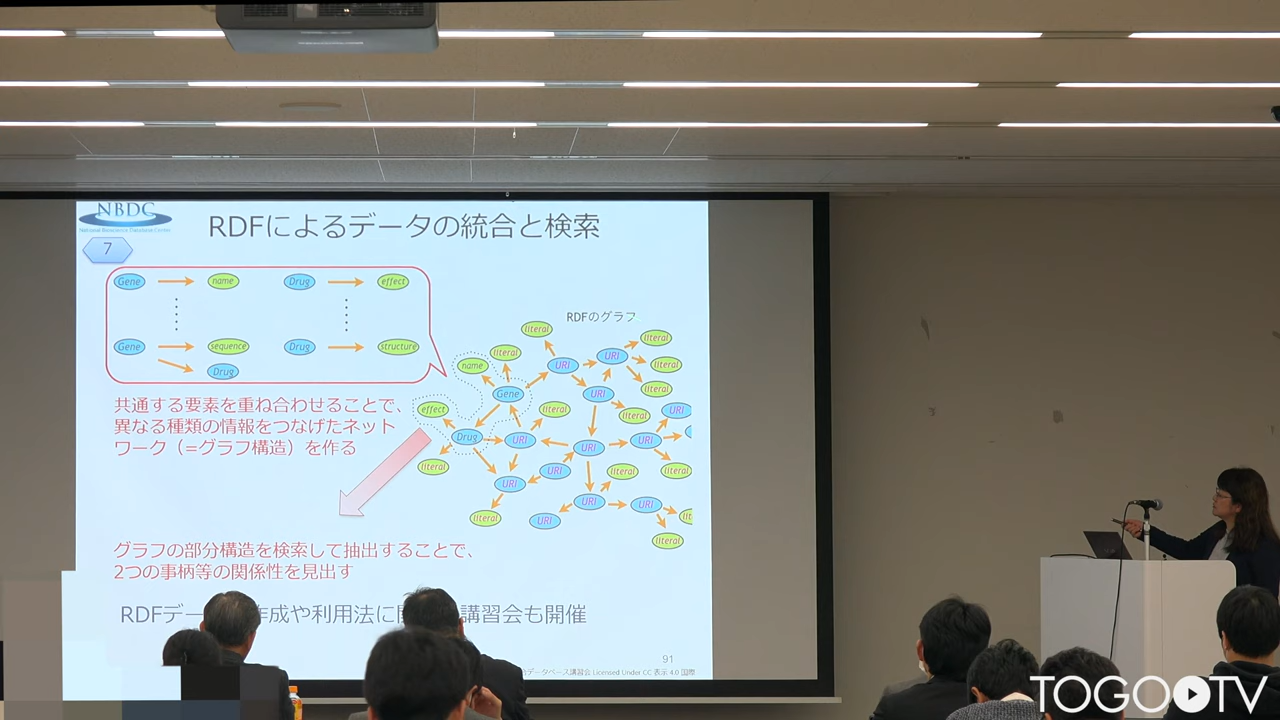 NBDC
National Bioscience Database Center
RDFによるデータの統合と検索
7
Gene
name
Drug
effect
Gene
sequence
Drug
structure
Drug
RDFのグラフ
literal
literal
literal
name
URI
URI
literal
literal
Gene
URI
effect
literal
literal
URI
Drug
URI
URI
URI
literal
URI
literal
literal
URI
URI
URI
literal
URI
literal
共通する要素を重ね合わせることで、
異なる種類の情報をつなげたネット
ワーク（=グラフ構造）を作る
グラフの部分構造を検索して抽出することで、
2つの事柄等の関係性を見出す
RDFデー
作成や利用法に
講習会も開催
91
データベース講習会 Licensed Under CC 表示 4.0 国際
TOGOTV